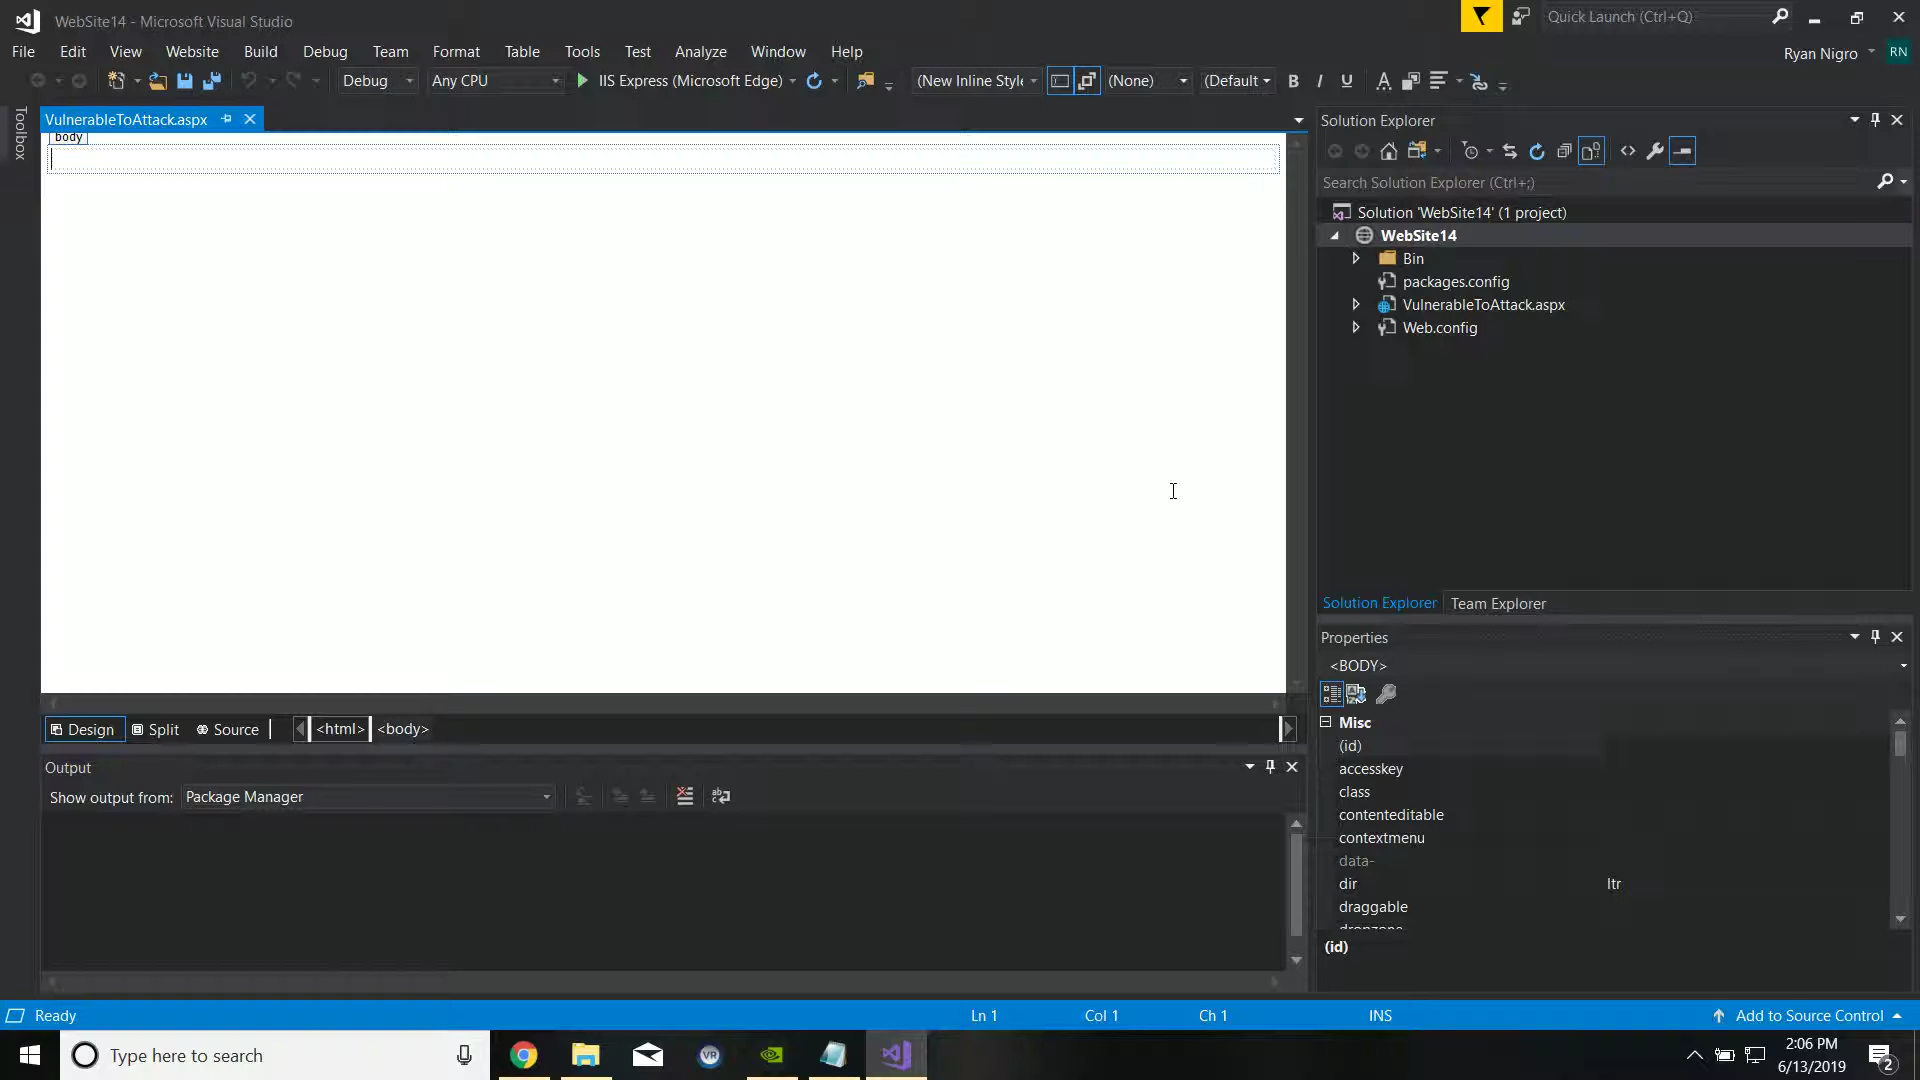 WebSite14 - Microsoft Visual Studio
Quick Launch (Ctrl+Q)
File Edit View Website Build Debug Team Format Table Tools Test Analyze Window Help
Ryan Nigro RN
Debug Any CPU IIS Express (Microsoft Edge) (New Inline Style (None) (Default B I U
Toolbox
VulnerableToAttack.aspx
body
Solution Explorer
Search Solution Explorer (Ctrl+;)
Solution 'WebSite14' (1 project)
WebSite14
Bin
packages.config
VulnerableToAttack.aspx
Web.config
Solution Explorer Team Explorer
Properties
<BODY>
Misc
(id)
accesskey
class
contenteditable
contextmenu
data-
dir ltr
draggable
dropzone
(id)
Design Split Source <html> <body>
Output
Show output from: Package Manager
Ready Ln 1 Col 1 Ch 1 INS Add to Source Control
Type here to search
VR
2:06 PM
6/13/2019
2